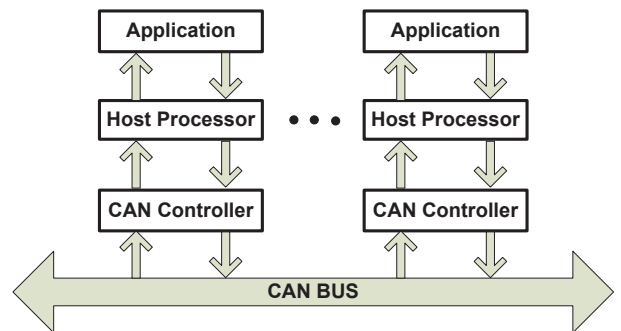 Application
Application
Host Processor
Host Processor
CAN Controller
CAN Controller
CAN BUS